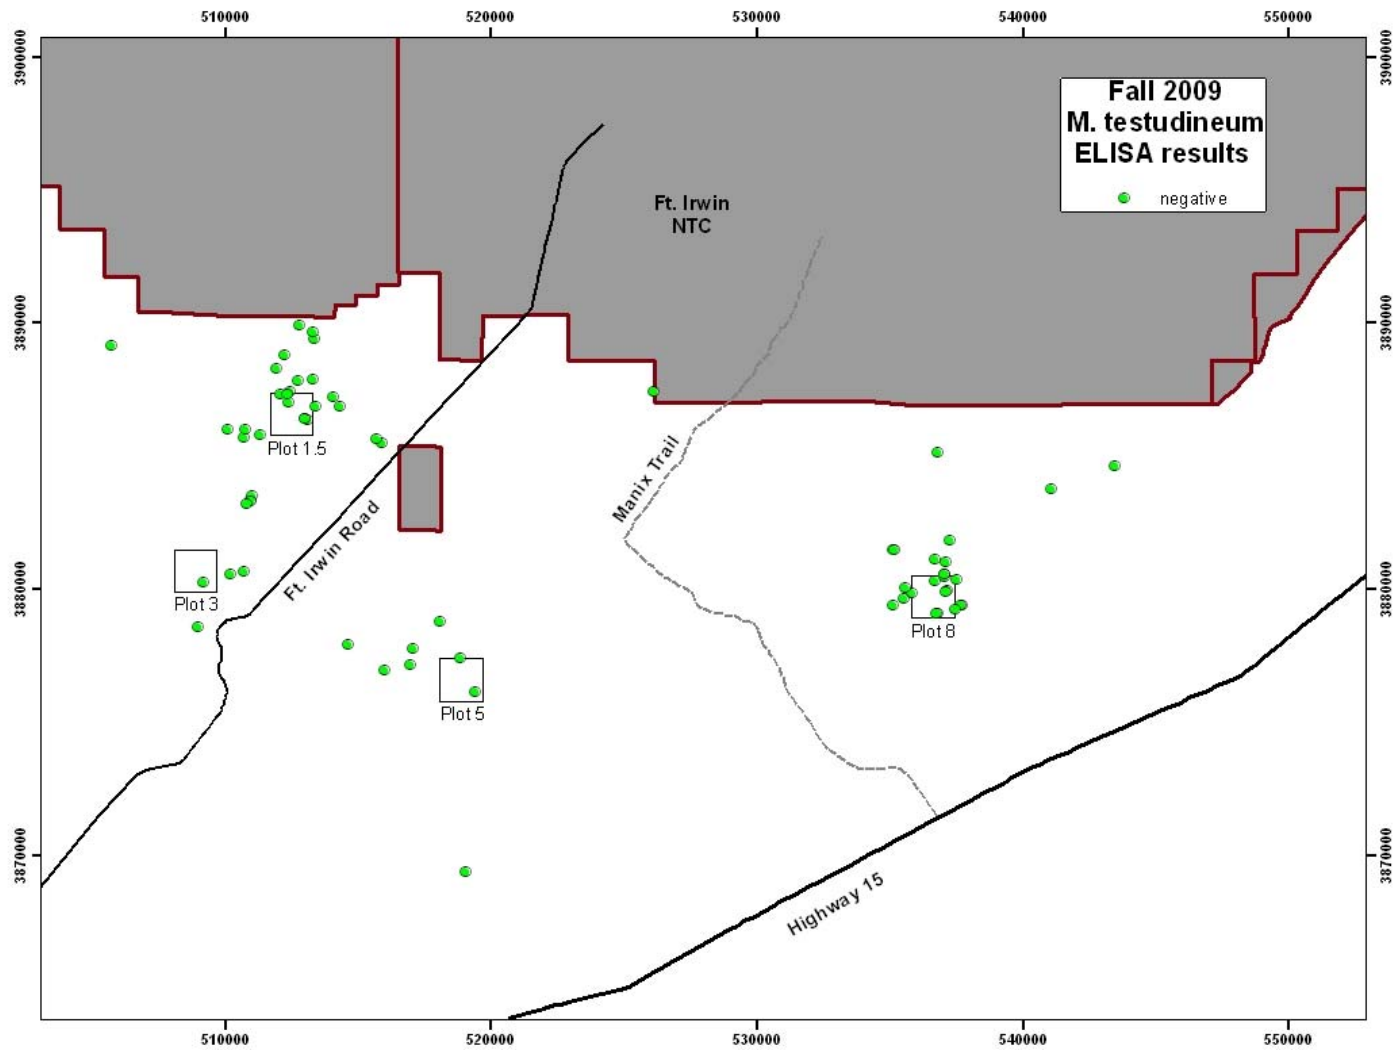 510000
520000
530000
540000
550000
3900000
3900000
Fall 2009
M. testudineum
ELISA results
negative
Ft. Irwin
NTC
3890000
3890000
Plot 1.5
Manix Trail
Ft. Irwin Road
3880000
3880000
Plot 3
Plot 8
Plot 5
3870000
3870000
Highway 15
510000
520000
530000
540000
550000